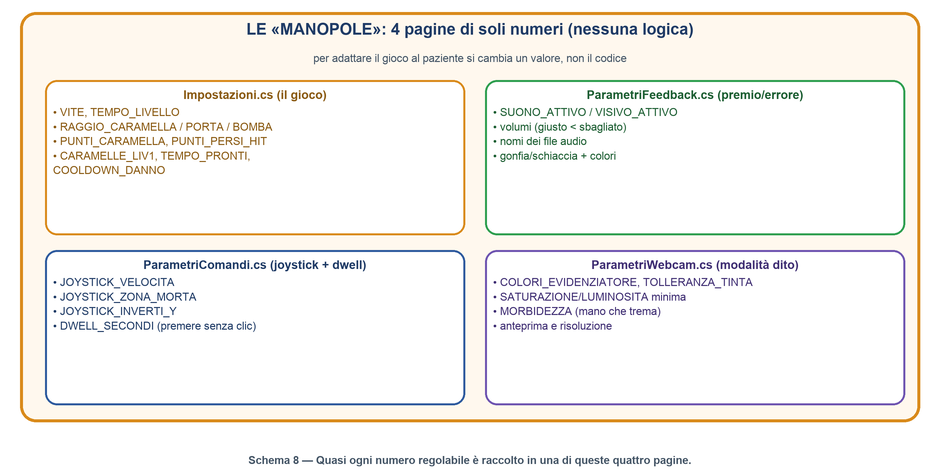 LE «MANOPOLE»: 4 pagine di soli numeri (nessuna logica)
per adattare il gioco al paziente si cambia un valore, non il codice
Impostazioni.cs (il gioco)
• VITE, TEMPO_LIVELLO
• RAGGIO_CARAMELLA / PORTA / BOMBA
• PUNTI_CARAMELLA, PUNTI_PERSI_HIT
• CARAMELLE_LIV1, TEMPO_PRONTI,
COOLDOWN_DANNO
ParametriFeedback.cs (premio/errore)
• SUONO_ATTIVO / VISIVO_ATTIVO
• volumi (giusto < sbagliato)
• nomi dei file audio
• gonfia/schiaccia + colori
ParametriComandi.cs (joystick + dwell)
• JOYSTICK_VELOCITA
• JOYSTICK_ZONA_MORTA
• JOYSTICK_INVERTI_Y
• DWELL_SECONDI (premere senza clic)
ParametriWebcam.cs (modalità dito)
• COLORI_EVIDENZIATORE, TOLLERANZA_TINTA
• SATURAZIONE/LUMINOSITA minima
• MORBIDEZZA (mano che trema)
• anteprima e risoluzione
Schema 8 — Quasi ogni numero regolabile è raccolto in una di queste quattro pagine.